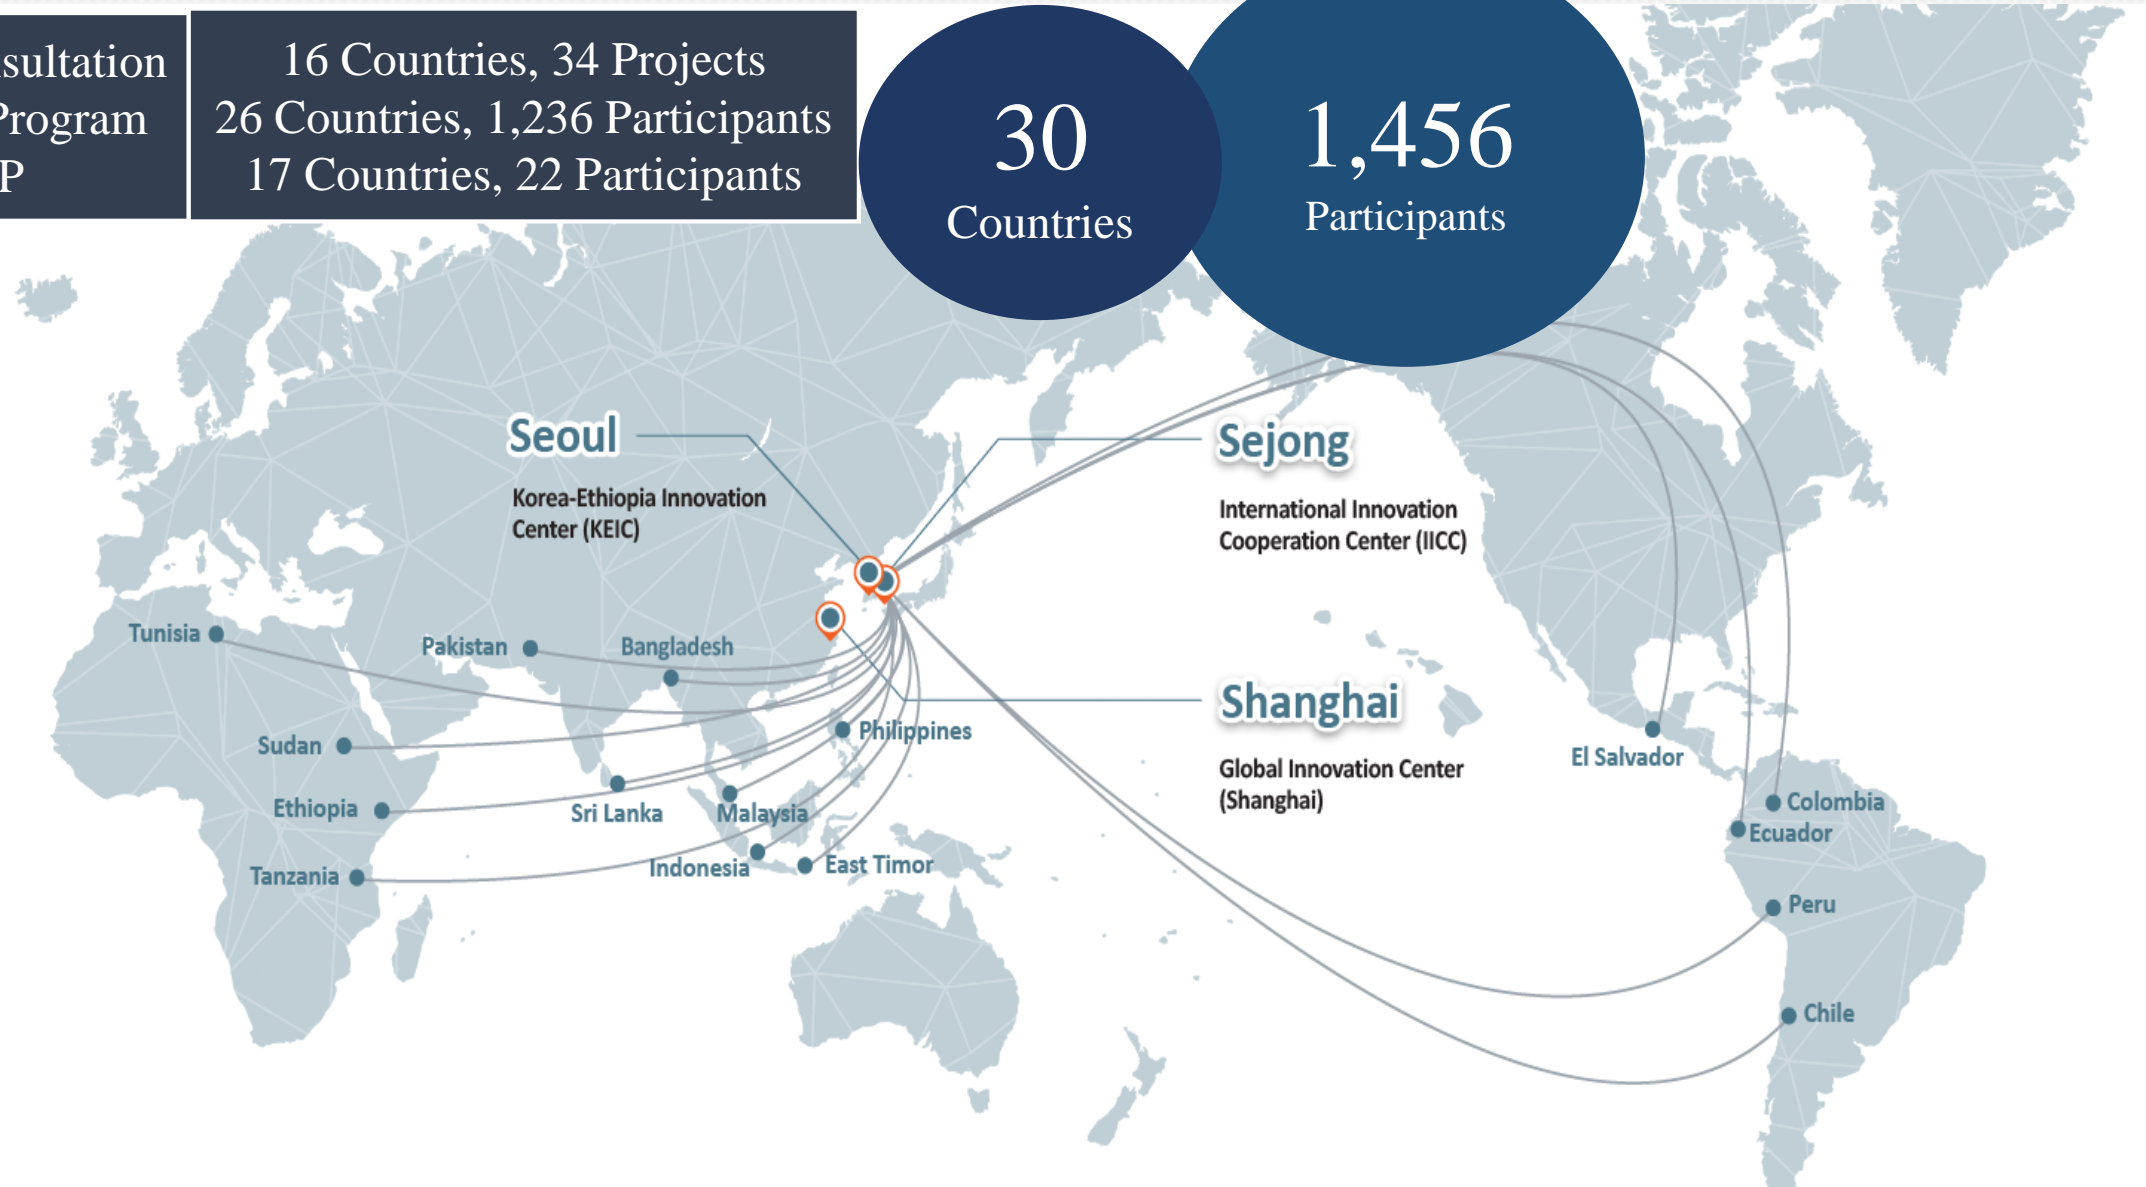 sultation
Program
P
16 Countries, 34 Projects
26 Countries, 1,236 Participants
17 Countries, 22 Participants
30
Countries
1,456
Participants
Seoul
Korea-Ethiopia Innovation
Center (KEIC)
Sejong
International Innovation
Cooperation Center (IICC)
Shanghai
Global Innovation Center
(Shanghai)
Tunisia
Pakistan
Bangladesh
Sudan
Philippines
Ethiopia
Sri Lanka
Malaysia
Tanzania
Indonesia
East Timor
El Salvador
Colombia
Ecuador
Peru
Chile